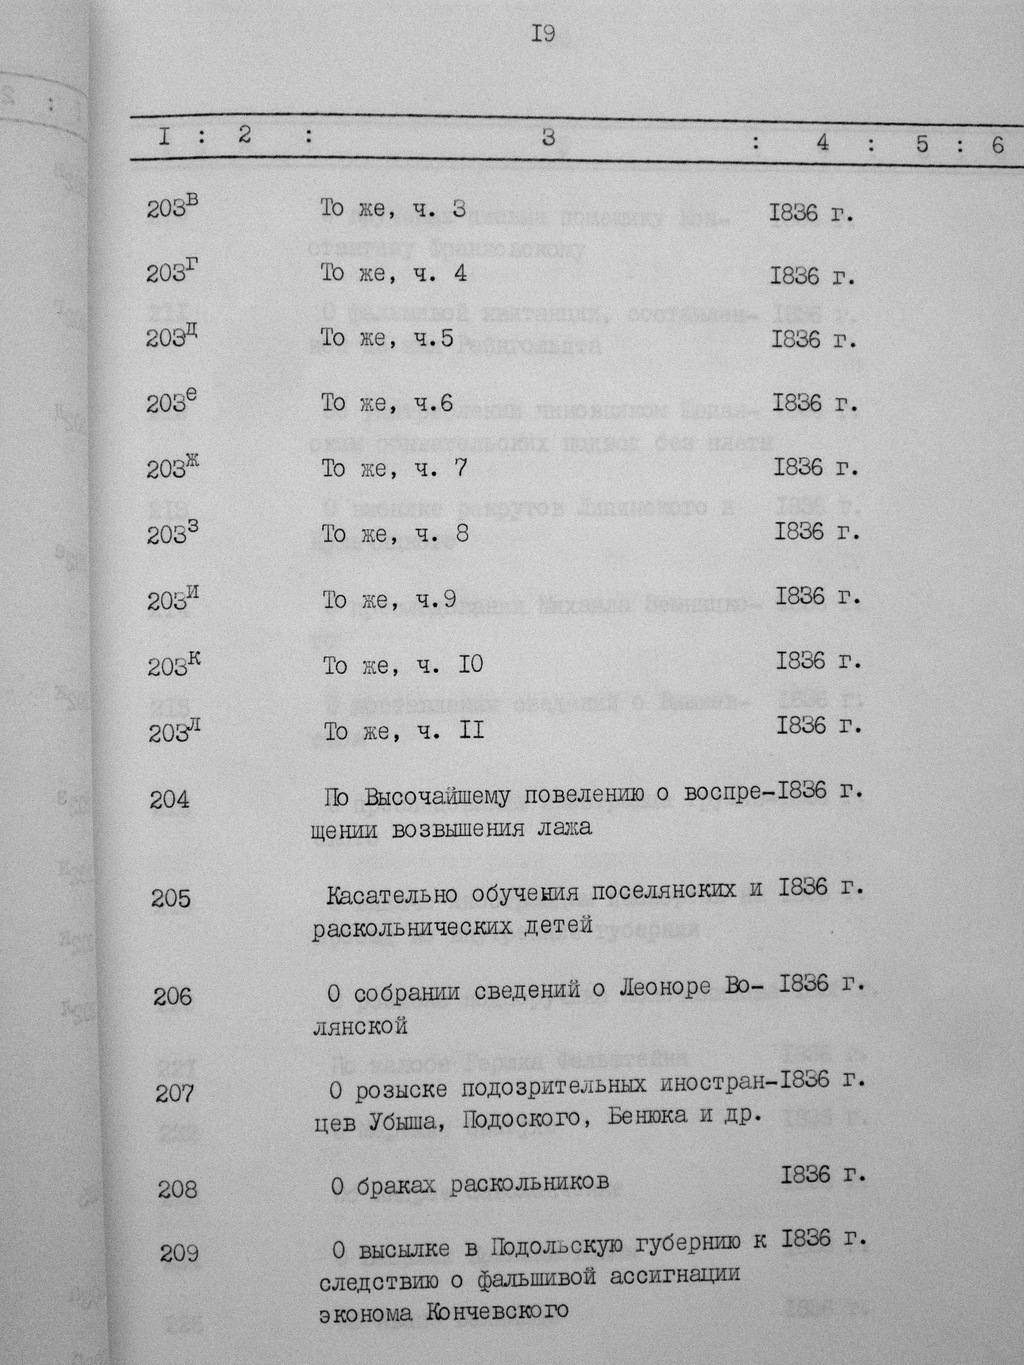 19
1 : 2 : 3 : 4 : 5 : 6
203в То же, ч. 3 1836 г.
203г То же, ч. 4 1836 г.
203д То же, ч.5 1836 г.
203е То же, ч.6 1836 г.
203ж То же, ч. 7 1836 г.
203з То же, ч. 8 1836 г.
203и То же, ч.9 1836 г.
203к То же, ч. 10 1836 г.
203л То же, ч. 11 1836 г.
204 По Высочайшему повелению о воспре- 1836 г.
щении возвышения лажа
205 Касательно обучения поселянских и 1836 г.
раскольнических детей
206 О собрании сведений о Леоноре Во- 1836 г.
лянской
207 О розыске подозрительных иностран- 1836 г.
цев Убыша, Подоского, Бенюка и др.
208 О браках раскольников 1836 г.
209 О высылке в Подольскую губернию к 1836 г.
следствию о фальшивой ассигнации
эконома Кончевского